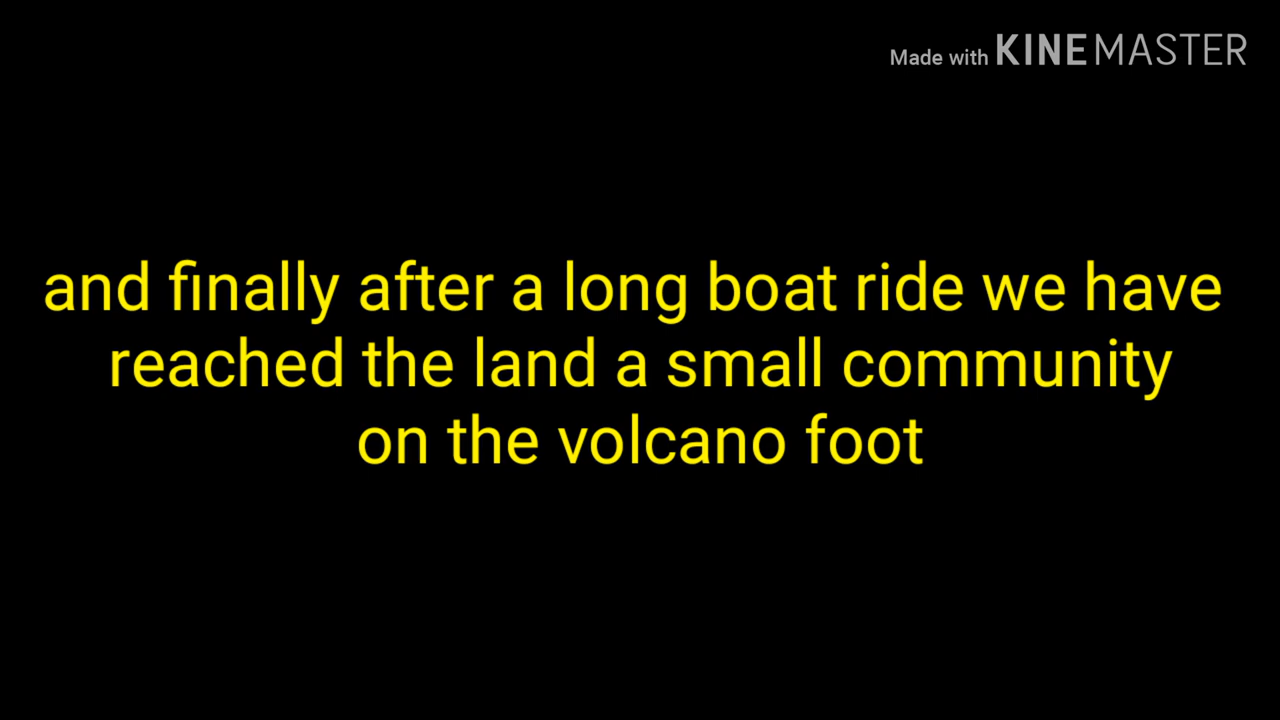 Made with KINEMASTER
and finally after a long boat ride we have
reached the land a small community
on the volcano foot